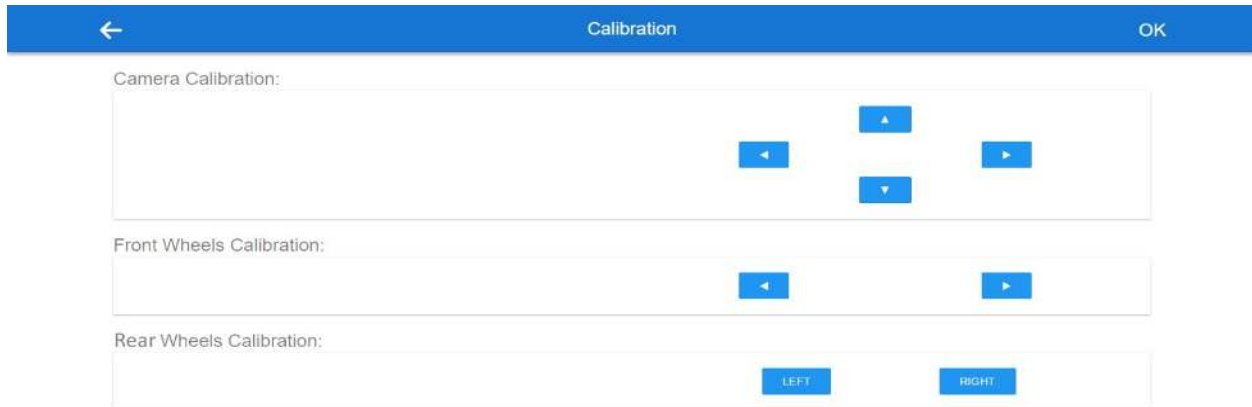 Calibration
OK
Camera Calibration:
Front Wheels Calibration:
Rear Wheels Calibration:
LEFT
RIGHT